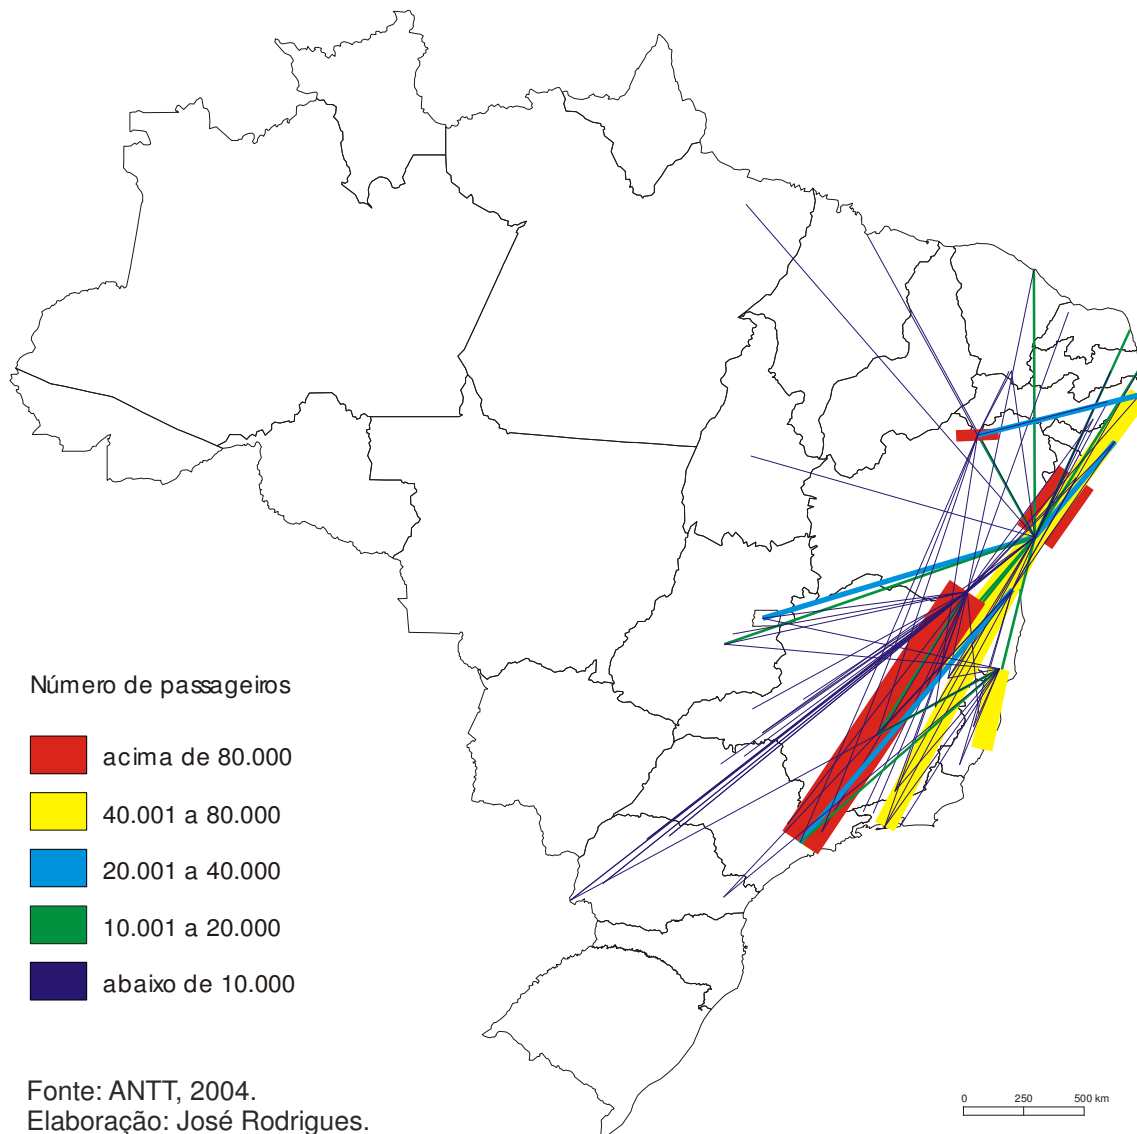 Número de passageiros
acima de 80.000
40.001 a 80.000
20.001 a 40.000
10.001 a 20.000
abaixo de 10.000
Fonte: ANTT, 2004.
Elaboração: José Rodrigues.
0 250 500 km